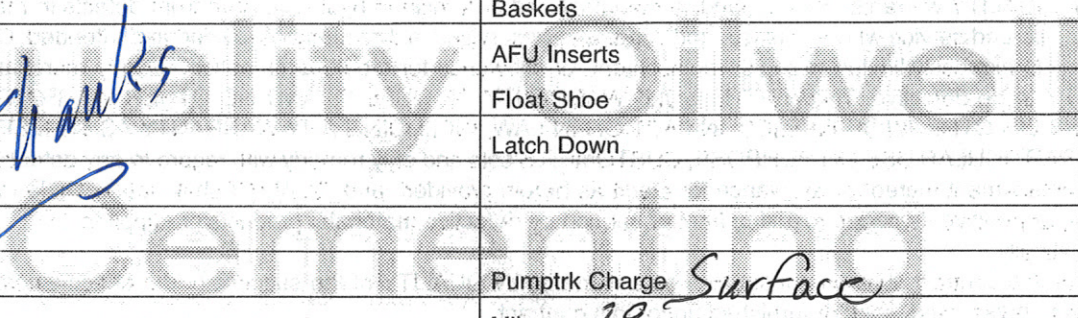 Baskets
AFU Inserts
Thanks
Float Shoe
Latch Down
Quality Oilwell
Cementing
Pumptrk Charge Surface